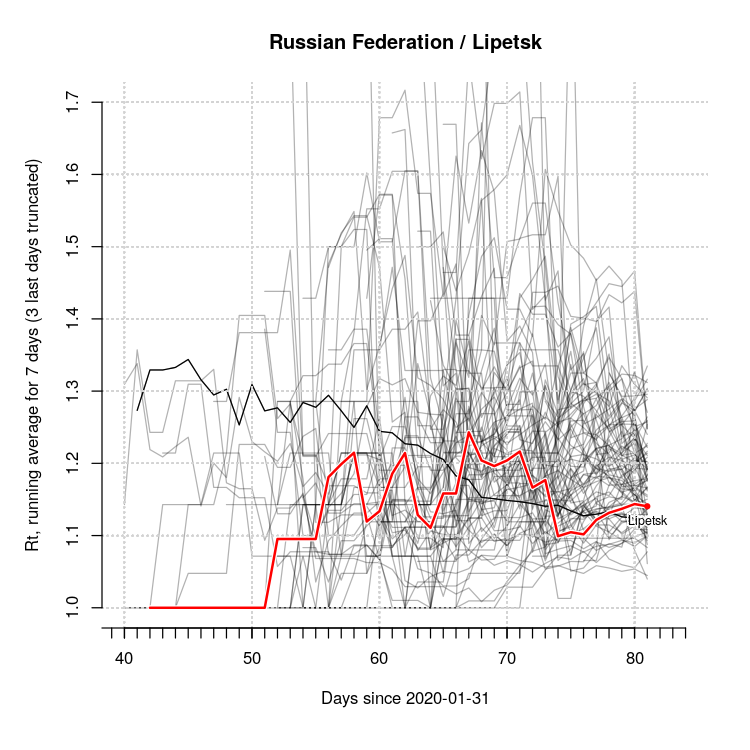 Russian Federation / Lipetsk
Rt, running average for 7 days (3 last days truncated)
1.7
1.6
1.5
1.4
1.3
1.2
1.1
1.0
Lipetsk
40 50 60 70 80
Days since 2020-01-31